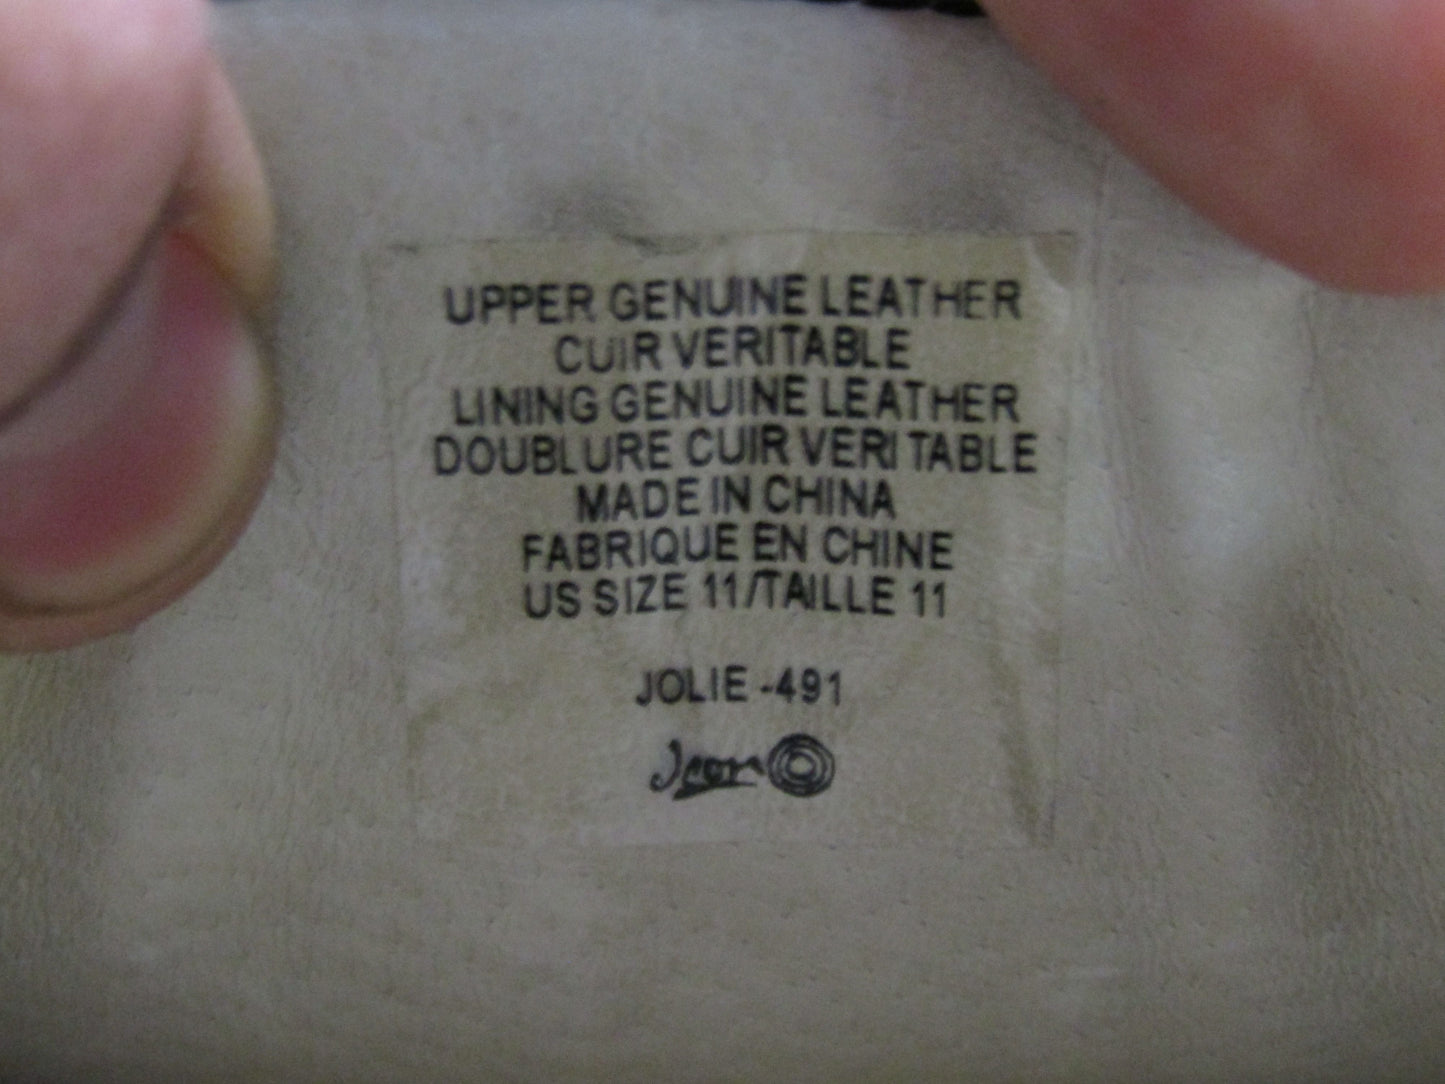 UPPER GENUINE LEATHER
CUIR VERITABLE
LINING GENUINE LEATHER
DOUBLURE CUIR VERITABLE
MADE IN CHINA
FABRIQUE EN CHINE
US SIZE 11/TAILLE 11
JOLIE -491